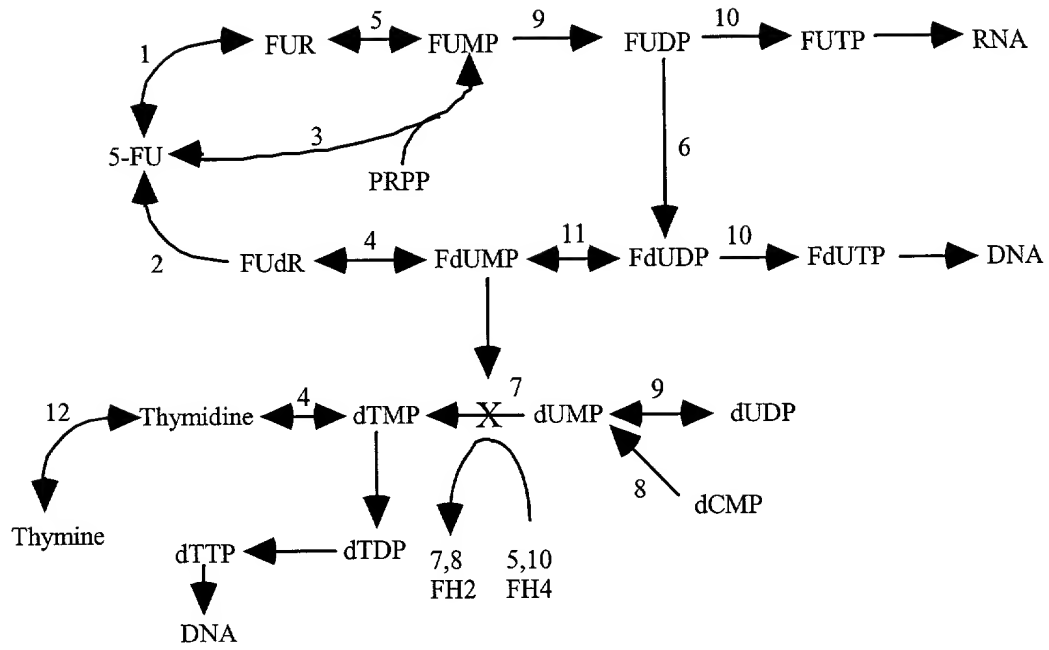 5 9 10
FUR FUMP FUDP FUTP RNA
1
3
5-FU
6
PRPP
4 11 10
2 FUdR FdUMP FdUDP FdUTP DNA
7
12 4 9
Thymidine dTMP X dUMP dUDP
8
dCMP
Thymine
dTTP dTDP 7,8 5,10
FH2 FH4
DNA